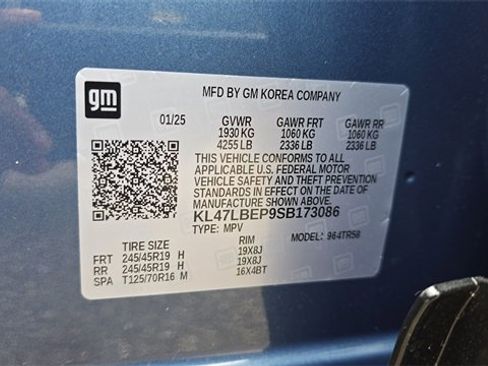 gm
MFD BY GM KOREA COMPANY
01/25 GVWR GAWR FRT GAWR RR
1930 KG 1060 KG 1060 KG
4255 LB 2336 LB 2336 LB
THIS VEHICLE CONFORMS TO ALL
APPLICABLE U.S. FEDERAL MOTOR
VEHICLE SAFETY AND THEFT PREVENTION
STANDARDS IN EFFECT ON THE DATE OF
MANUFACTURE SHOWN ABOVE.
KL47LBEP9SB173086
TYPE: MPV MODEL: 964TR58
TIRE SIZE RIM
FRT 245/45R19 H 19X8J
RR 245/45R19 H 19X8J
SPA T125/70R16 M 16X4BT